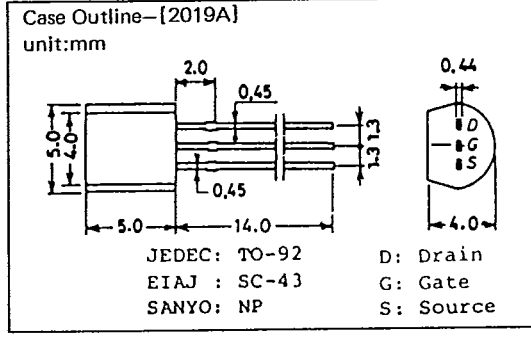 Case Outline–[2019A]
unit:mm
2.0
0,45
0,44
D
G
S
5.0
4.0
1.3
1.3
0,45
5.0
14.0
4.0
JEDEC: TO-92
EIAJ : SC-43
SANYO: NP
D: Drain
G: Gate
S: Source